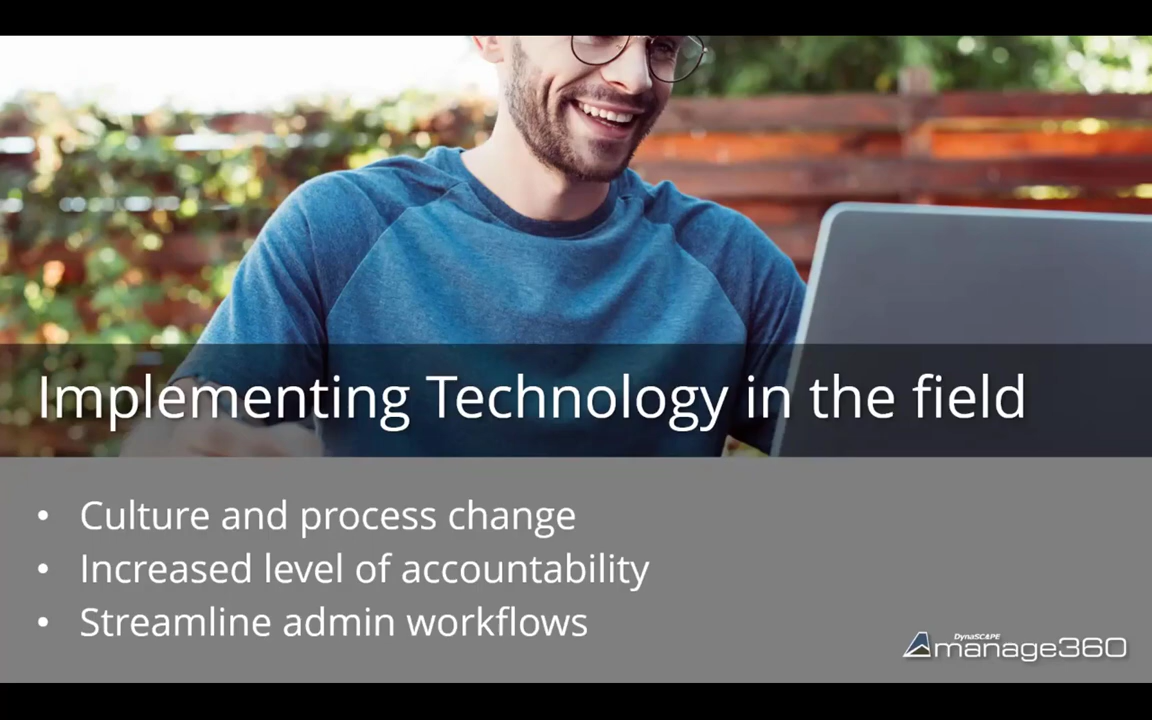 Implementing Technology in the field
• Culture and process change
• Increased level of accountability
• Streamline admin workflows
DynaSCAPE
manage360